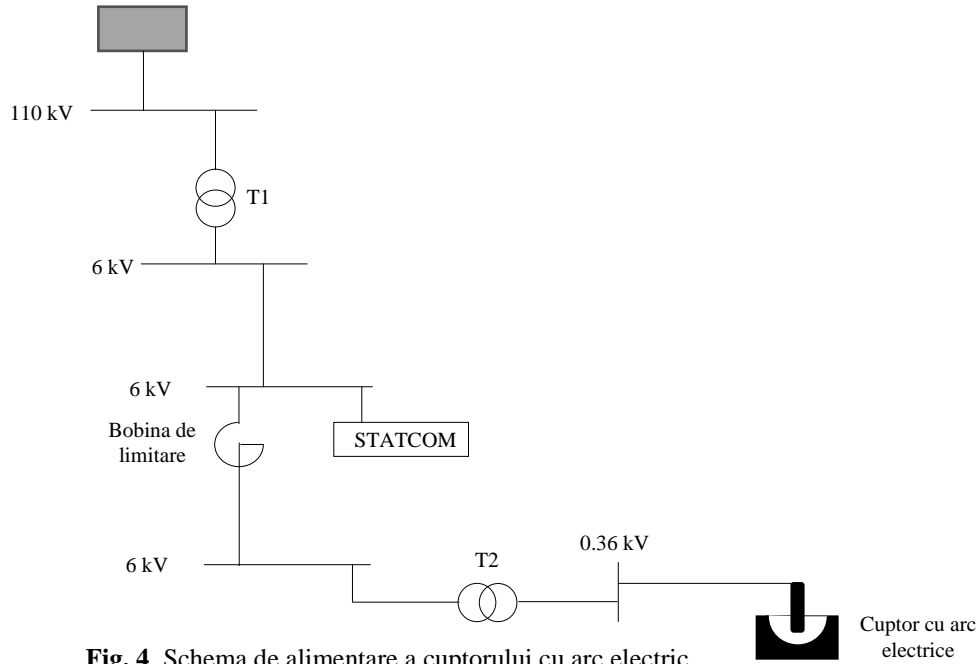 110 kV
T1
6 kV
6 kV
Bobina de
limitare
STATCOM
6 kV
T2
0.36 kV
Cuptor cu arc
electrice
Fig. 4 Schema de alimentare a cuptorului cu arc electric